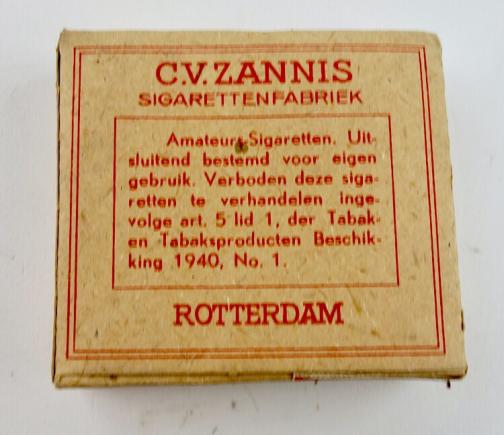 C.V. ZANNIS
SIGARETTENFABRIEK
Amateurs-Sigaretten. Uit-
sluitend bestemd voor eigen
gebruik. Verboden deze siga-
retten te verhandelen inge-
volge art. 5 lid 1, der Tabak-
en Tabaksproducten Beschik-
king 1940, No. 1.
ROTTERDAM